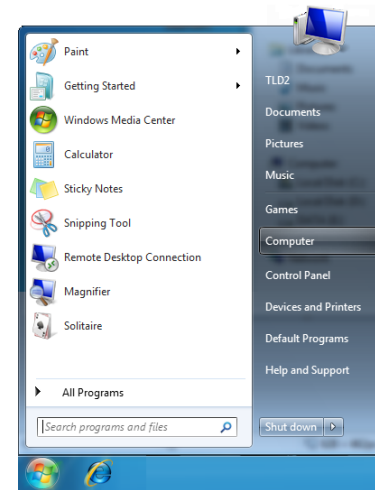 Paint
Getting Started
Windows Media Center
Calculator
Sticky Notes
Snipping Tool
Remote Desktop Connection
Magnifier
Solitaire
All Programs
Search programs and files
TLD2
Documents
Pictures
Music
Games
Computer
Control Panel
Devices and Printers
Default Programs
Help and Support
Shut down